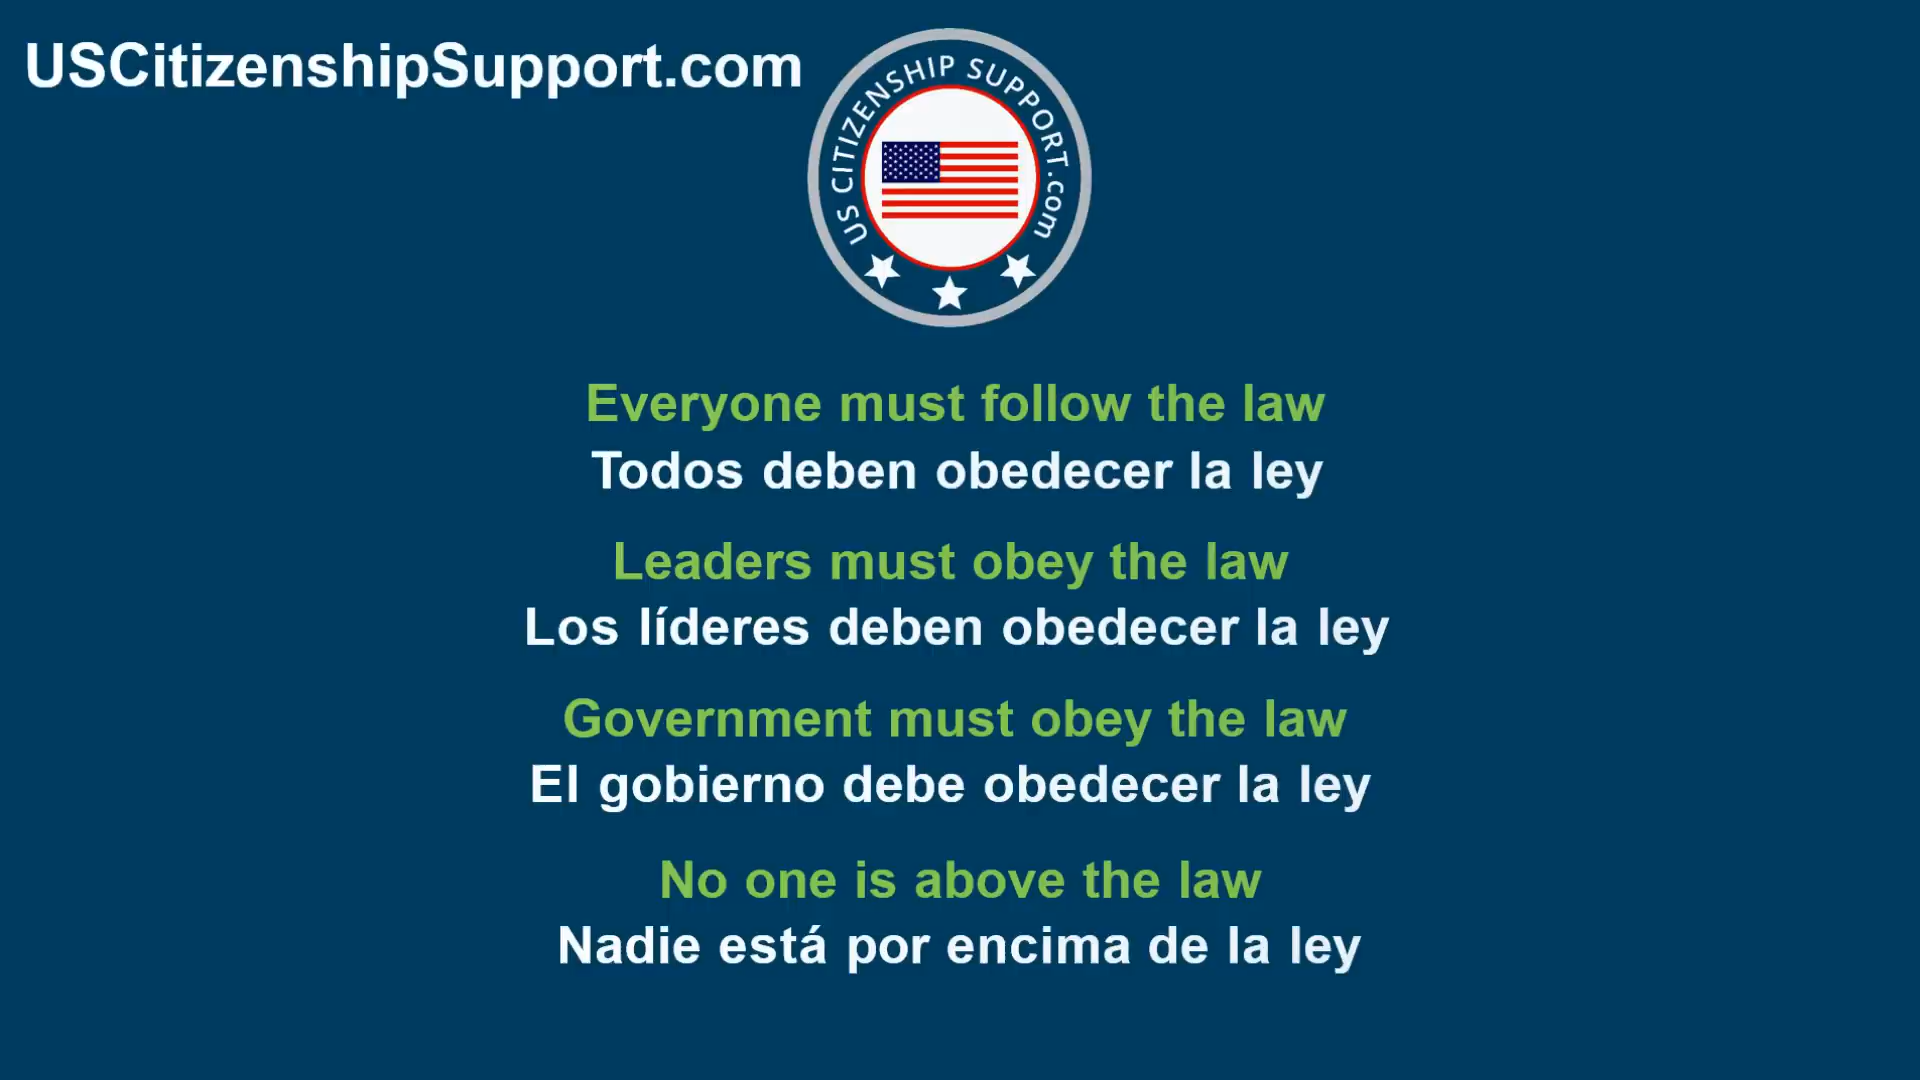 USCitizenshipSupport.com
US CITIZENSHIP SUPPORT.com
Everyone must follow the law
Todos deben obedecer la ley
Leaders must obey the law
Los líderes deben obedecer la ley
Government must obey the law
El gobierno debe obedecer la ley
No one is above the law
Nadie está por encima de la ley